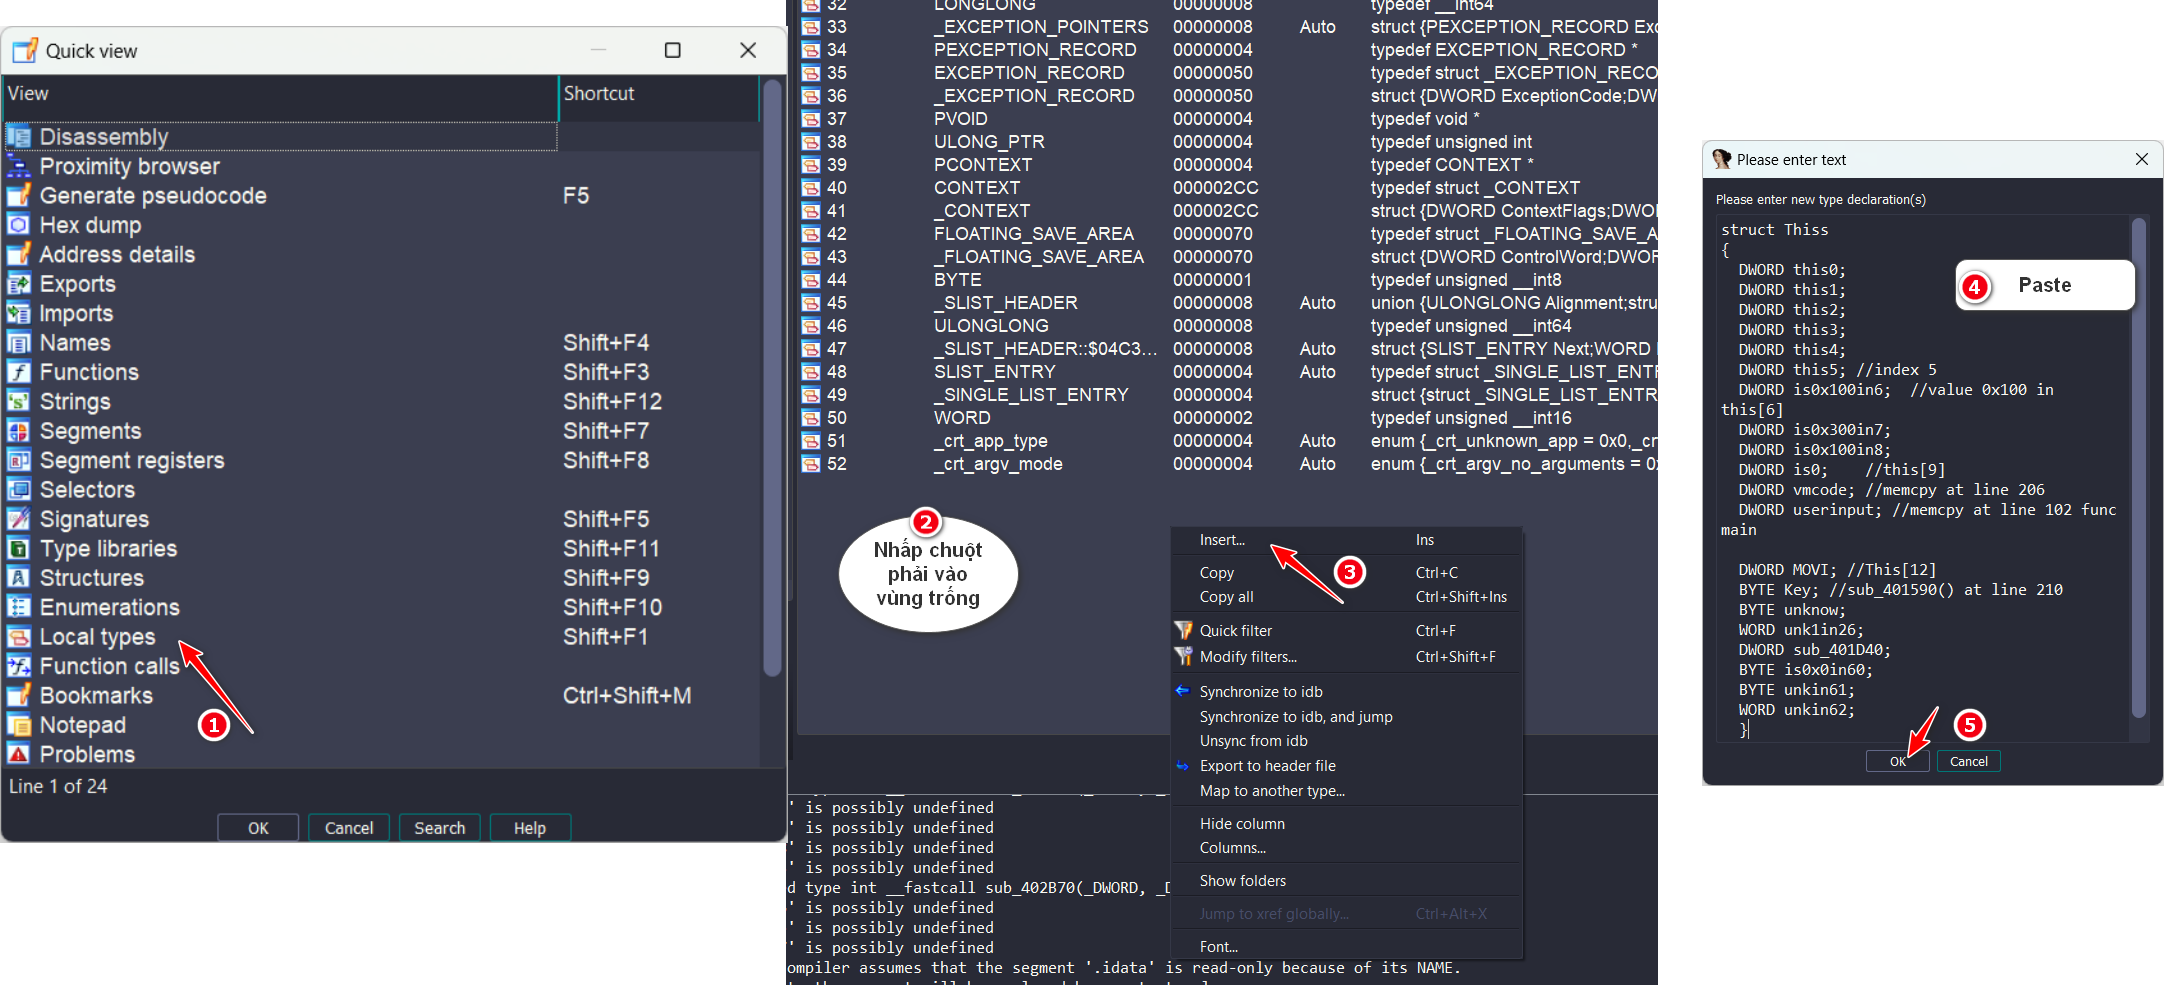 Quick view
View Shortcut
Disassembly
Proximity browser
Generate pseudocode F5
Hex dump
Address details
Exports
Imports
Names Shift+F4
Functions Shift+F3
Strings Shift+F12
Segments Shift+F7
Segment registers Shift+F8
Selectors
Signatures Shift+F5
Type libraries Shift+F11
Structures Shift+F9
Enumerations Shift+F10
Local types Shift+F1
Function calls
Bookmarks Ctrl+Shift+M
1
Notepad
Problems
Line 1 of 24
OK Cancel Search Help
32 LONGLONG 00000008 typedef __int64
33 _EXCEPTION_POINTERS 00000008 Auto struct {PEXCEPTION_RECORD Exc
34 PEXCEPTION_RECORD 00000004 typedef EXCEPTION_RECORD *
35 EXCEPTION_RECORD 00000050 typedef struct _EXCEPTION_RECO
36 _EXCEPTION_RECORD 00000050 struct {DWORD ExceptionCode;DW
37 PVOID 00000004 typedef void *
38 ULONG_PTR 00000004 typedef unsigned int
39 PCONTEXT 00000004 typedef CONTEXT *
40 CONTEXT 000002CC typedef struct _CONTEXT
41 _CONTEXT 000002CC struct {DWORD ContextFlags;DWO
42 FLOATING_SAVE_AREA 00000070 typedef struct _FLOATING_SAVE_A
43 _FLOATING_SAVE_AREA 00000070 struct {DWORD ControlWord;DWOR
44 BYTE 00000001 typedef unsigned __int8
45 _SLIST_HEADER 00000008 Auto union {ULONGLONG Alignment;stru
46 ULONGLONG 00000008 typedef unsigned __int64
47 _SLIST_HEADER::$04C3... 00000008 Auto struct {SLIST_ENTRY Next;WORD
48 SLIST_ENTRY 00000004 Auto typedef struct _SINGLE_LIST_ENTR
49 _SINGLE_LIST_ENTRY 00000004 struct {struct _SINGLE_LIST_ENTR
50 WORD 00000002 typedef unsigned __int16
51 _crt_app_type 00000004 Auto enum {_crt_unknown_app = 0x0,_cr
52 _crt_argv_mode 00000004 Auto enum {_crt_argv_no_arguments = 0
2
Nhấp chuột
phải vào
vùng trống
Insert... Ins
3
Copy Ctrl+C
Copy all Ctrl+Shift+Ins
Quick filter Ctrl+F
Modify filters... Ctrl+Shift+F
Synchronize to idb
Synchronize to idb, and jump
Unsync from idb
Export to header file
Map to another type...
Hide column
Columns...
Show folders
Jump to xref globally... Ctrl+Alt+X
Font...
' is possibly undefined
' is possibly undefined
' is possibly undefined
' is possibly undefined
d type int __fastcall sub_402B70(_DWORD, _D
' is possibly undefined
' is possibly undefined
' is possibly undefined
ompiler assumes that the segment '.idata' is read-only because of its NAME.
Please enter text
Please enter new type declaration(s)
struct Thiss
{
DWORD this0;
DWORD this1;
DWORD this2;
DWORD this3;
DWORD this4;
DWORD this5; //index 5
DWORD is0x100in6; //value 0x100 in
this[6]
DWORD is0x300in7;
DWORD is0x100in8;
DWORD is0; //this[9]
DWORD vmcode; //memcpy at line 206
DWORD userinput; //memcpy at line 102 func
main
DWORD MOVI; //This[12]
BYTE Key; //sub_401590() at line 210
BYTE unknow;
WORD unk1in26;
DWORD sub_401D40;
BYTE is0x0in60;
BYTE unkin61;
WORD unkin62;
}
4 Paste
5
OK Cancel